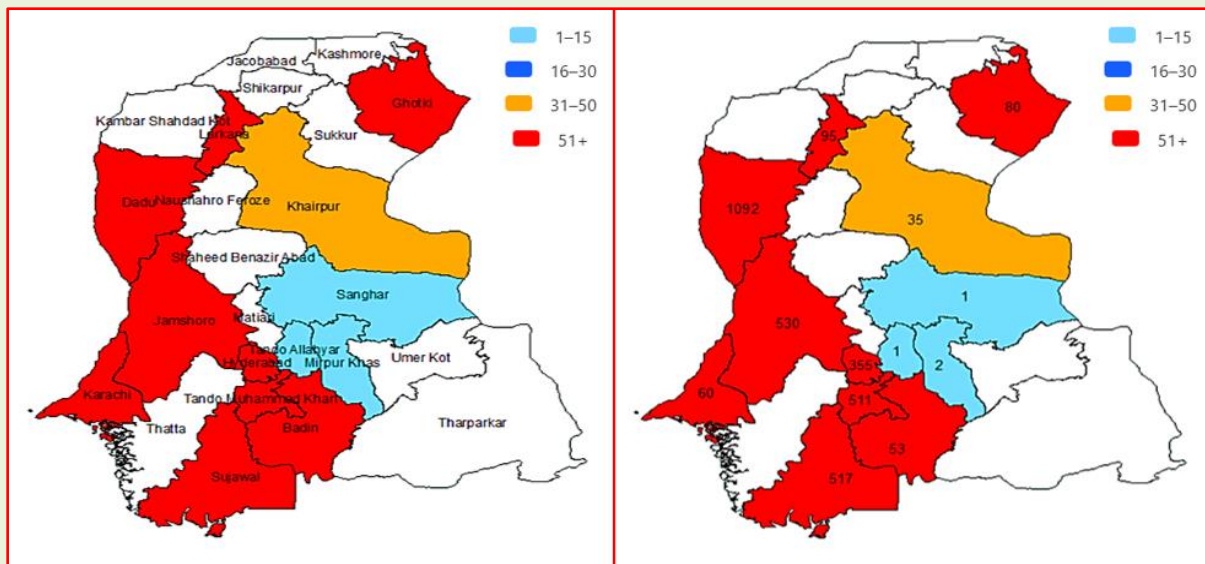 1–15
16–30
31–50
51+
Kashmore
Jacobabad
Shikarpur
Ghotki
Kambar Shahdad Kot
Larkana
Sukkur
Dadu
Naushahro Feroze
Khairpur
Shaheed Benazir Abad
Sanghar
Matiari
Jamshoro
Tando Allahyar
Hyderabad
Mirpur Khas
Umer Kot
Karachi
Tando Muhammad Khan
Thatta
Badin
Tharparkar
Sujawal
1–15
16–30
31–50
51+
80
95
1092
35
1
530
1
2
355
60
511
53
517